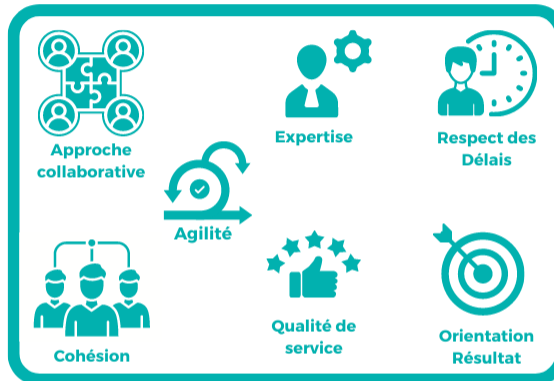 Approche
collaborative
Expertise
Respect des
Délais
Agilité
Cohésion
Qualité de
service
Orientation
Résultat